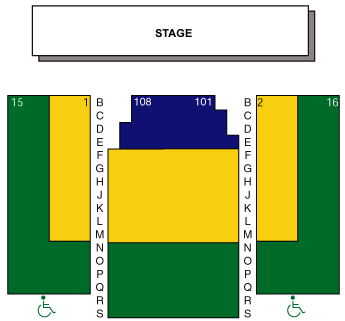 STAGE
15 1 B 108 101 B 2 16
C C
D D
E E
F F
G G
H H
J J
K K
L L
M M
N N
O O
P P
Q Q
R R
S S